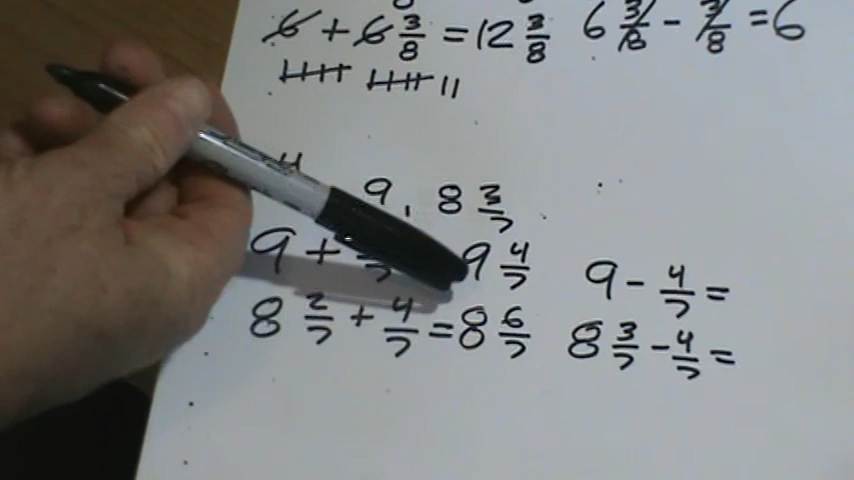 6 + 6 3/8 = 12 3/8 6 3/8 - 3/8 = 6
9, 8 3/7
9 + 9 4/7 9 - 4/7 =
8 2/7 + 4/7 = 8 6/7 8 3/7 - 4/7 =